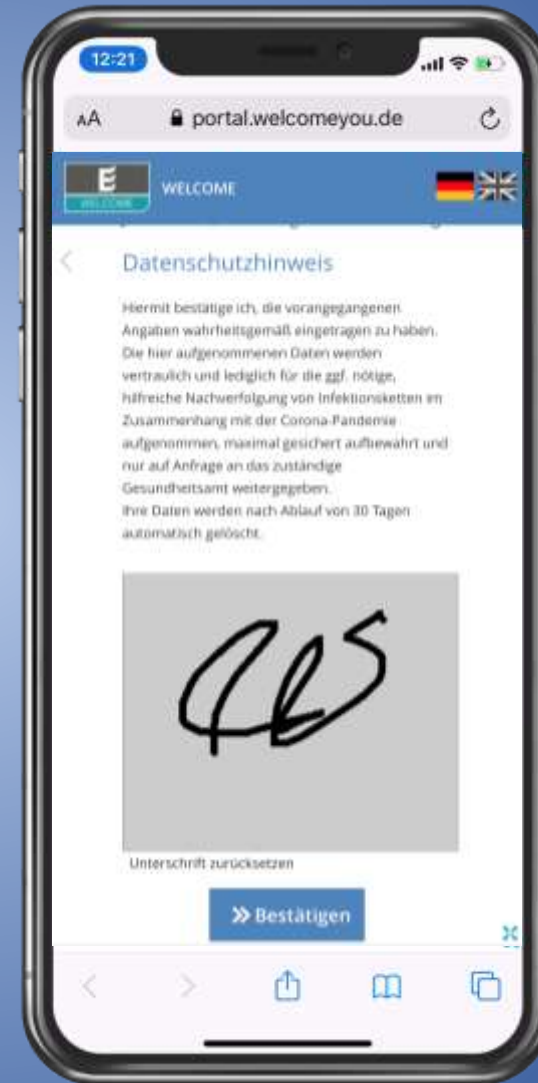 12:21
AA portal.welcomeyou.de
E
WELCOME
WELCOME
Datenschutzhinweis
Hiermit bestätige ich, die vorangegangenen
Angaben wahrheitsgemäß eingetragen zu haben.
Die hier aufgenommenen Daten werden
vertraulich und lediglich für die ggf. nötige,
hilfreiche Nachverfolgung von Infektionsketten im
Zusammenhang mit der Corona-Pandemie
aufgenommen, maximal gesichert aufbewahrt und
nur auf Anfrage an das zuständige
Gesundheitsamt weitergegeben.
Ihre Daten werden nach Ablauf von 30 Tagen
automatisch gelöscht.
Unterschrift zurücksetzen
Bestätigen